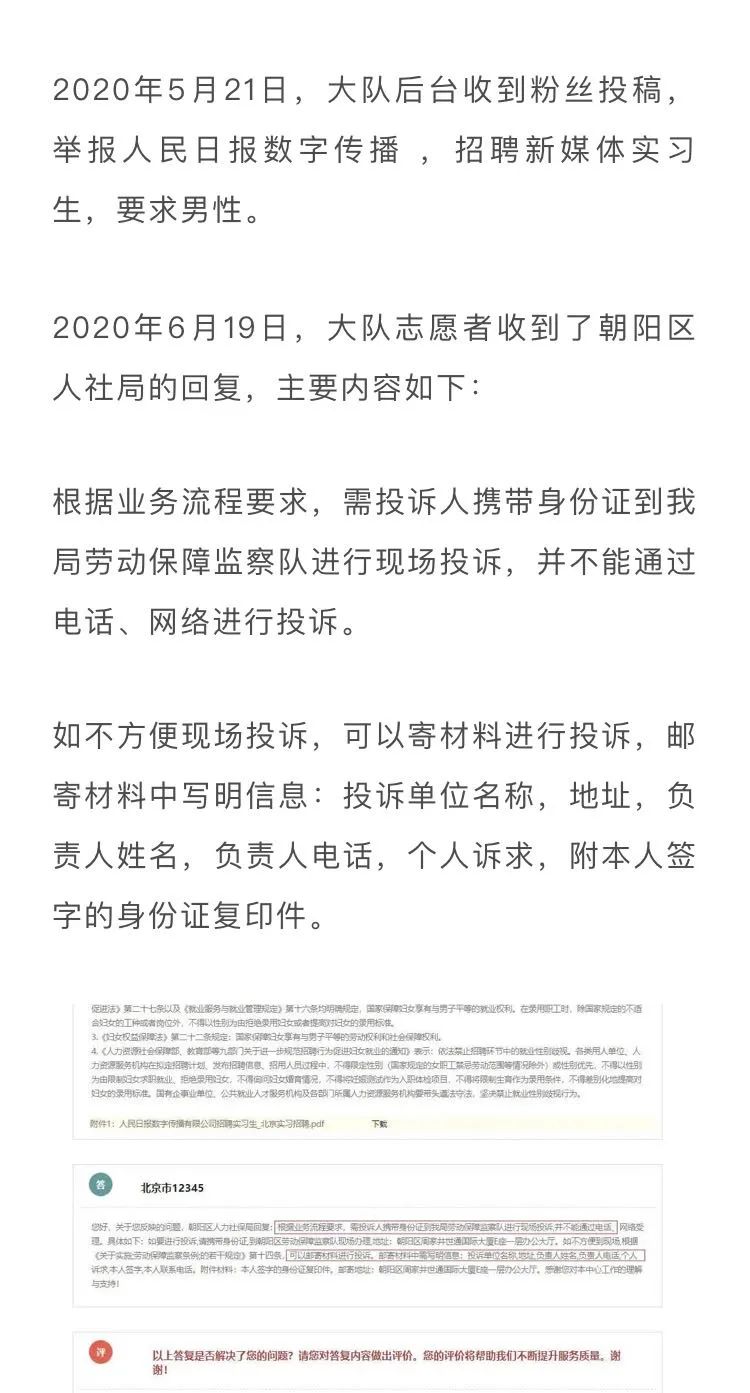 2020年5月21日，大队后台收到粉丝投稿，
举报人民日报数字传播 ，招聘新媒体实习
生，要求男性。
2020年6月19日，大队志愿者收到了朝阳区
人社局的回复，主要内容如下：
根据业务流程要求，需投诉人携带身份证到我
局劳动保障监察队进行现场投诉，并不能通过
电话、网络进行投诉。
如不方便现场投诉，可以寄材料进行投诉，邮
寄材料中写明信息：投诉单位名称，地址，负
责人姓名，负责人电话，个人诉求，附本人签
字的身份证复印件。
促进法》第二十七条以及《就业服务与就业管理规定》第十六条均明确规定，国家保障妇女享有与男子平等的就业权利。在录用职工时，除国家规定的不适
合妇女的工种或者岗位外，不得以性别为由拒绝录用妇女或者提高对妇女的录用标准。
3.《妇女权益保障法》第二十二条规定：国家保障妇女享有与男子平等的劳动权利和社会保障权利。
4.《人力资源社会保障部、教育部等九部门关于进一步规范招聘行为促进妇女就业的通知》表示：依法禁止招聘环节中的就业性别歧视。各类用人单位、人
力资源服务机构在拟定招聘计划、发布招聘信息、招用人员过程中，不得限定性别（国家规定的女职工禁忌劳动范围等情况除外）或性别优先，不得以性别
为由限制妇女求职就业、拒绝录用妇女，不得询问妇女婚育情况，不得将妊娠测试作为入职体检项目，不得将限制生育作为录用条件，不得差别化地提高对
妇女的录用标准。国有企事业单位、公共就业人才服务机构及各部门所属人力资源服务机构要带头遵法守法，坚决禁止就业性别歧视行为。
附件1：人民日报数字传播有限公司招聘实习生_北京实习招聘.pdf 下载
答 北京市12345
您好，关于您反映的问题，朝阳区人力社保局回复：根据业务流程要求，需投诉人携带身份证到我局劳动保障监察队进行现场投诉,并不能通过电话、网络受
理。具体如下：如要进行投诉,请携带身份证,到朝阳区劳动保障监察队现场办理,地址：朝阳区周家井世通国际大厦E座一层办公大厅。如不方便到现场,根据
《关于实施<劳动保障监察条例>的若干规定》第十四条,可以邮寄材料进行投诉。邮寄材料中需写明信息：投诉单位名称,地址,负责人姓名,负责人电话,个人
诉求,本人签字,本人联系电话。附件材料：本人签字的身份证复印件。邮寄地址：朝阳区周家井世通国际大厦E座一层办公大厅。感谢您对本中心工作的理解
与支持！
评 以上答复是否解决了您的问题？请您对答复内容做出评价。您的评价将帮助我们不断提升服务质量。谢
谢！